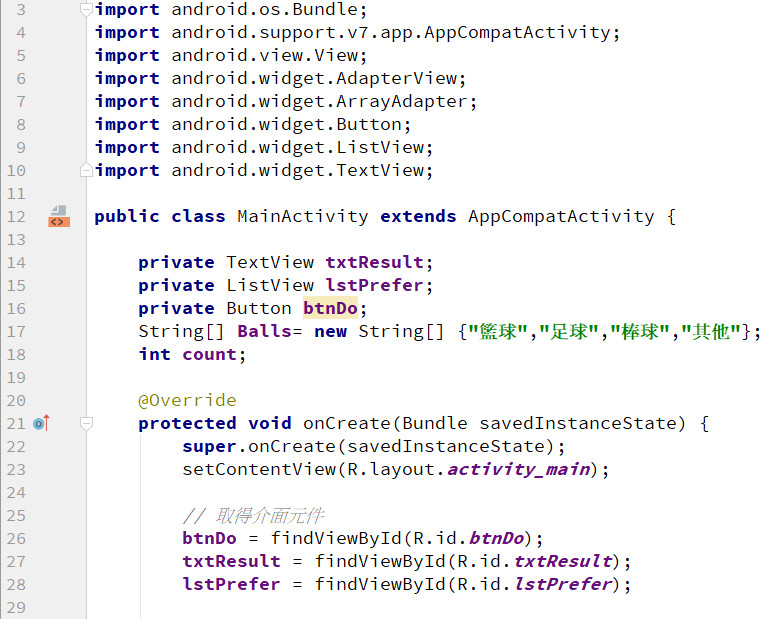 3 import android.os.Bundle;
4 import android.support.v7.app.AppCompatActivity;
5 import android.view.View;
6 import android.widget.AdapterView;
7 import android.widget.ArrayAdapter;
8 import android.widget.Button;
9 import android.widget.ListView;
10 import android.widget.TextView;
11
12 public class MainActivity extends AppCompatActivity {
13
14     private TextView txtResult;
15     private ListView lstPrefer;
16     private Button btnDo;
17     String[] Balls= new String[] {"籃球","足球","棒球","其他"};
18     int count;
19
20     @Override
21     protected void onCreate(Bundle savedInstanceState) {
22         super.onCreate(savedInstanceState);
23         setContentView(R.layout.activity_main);
24
25         // 取得介面元件
26         btnDo = findViewById(R.id.btnDo);
27         txtResult = findViewById(R.id.txtResult);
28         lstPrefer = findViewById(R.id.lstPrefer);
29